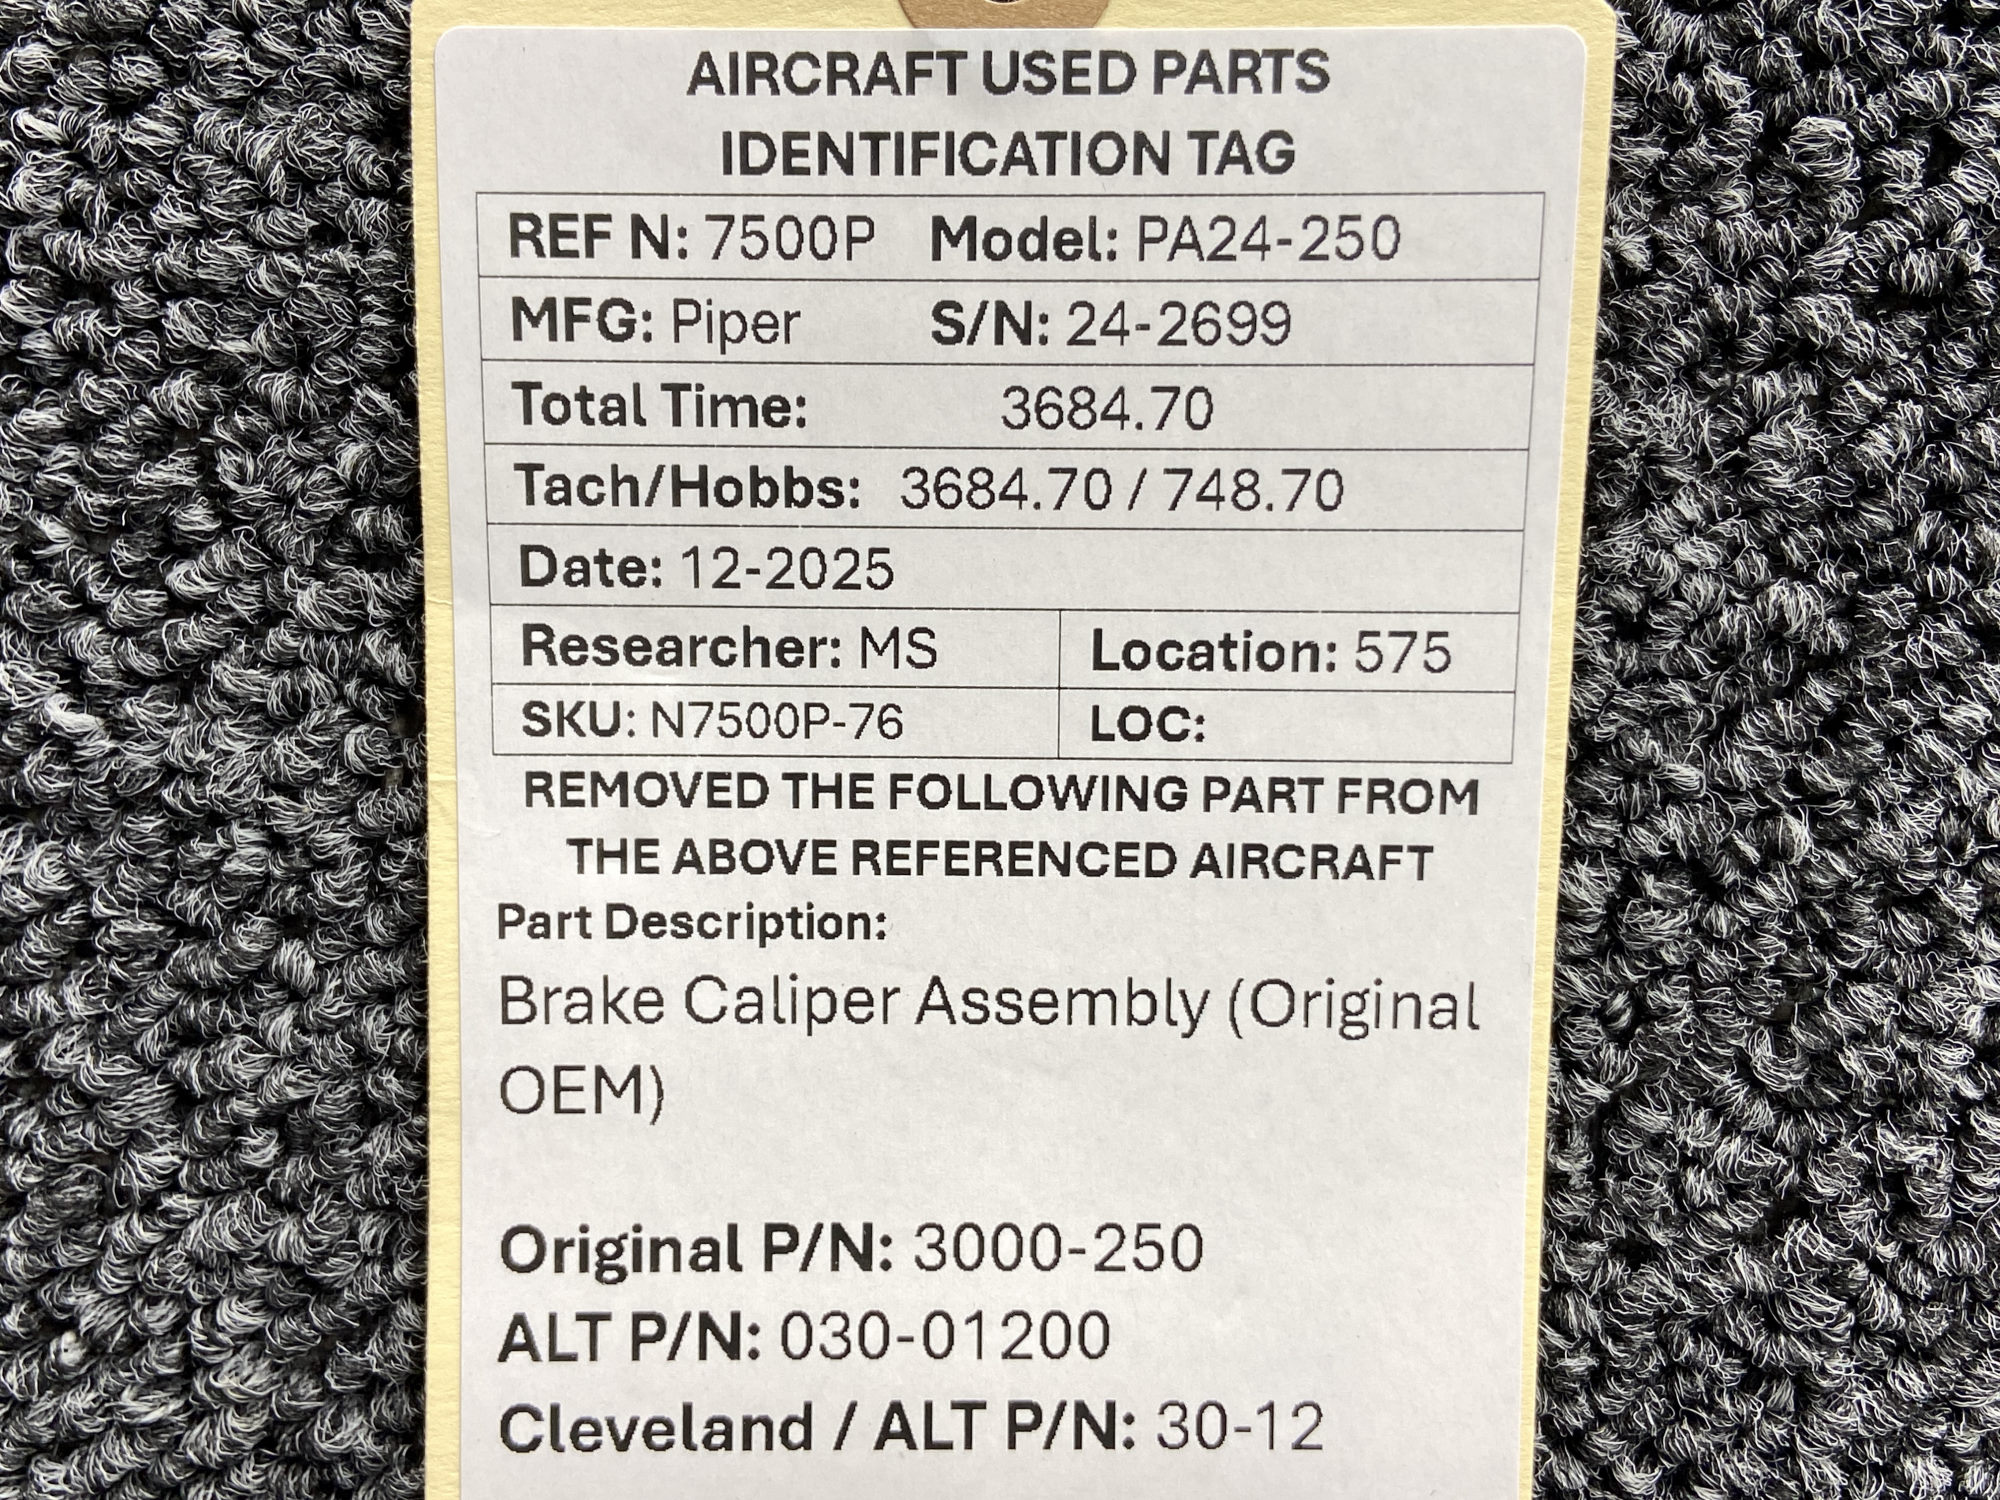 AIRCRAFT USED PARTS
IDENTIFICATION TAG
REF N: 7500P Model: PA24-250
MFG: Piper S/N: 24-2699
Total Time: 3684.70
Tach/Hobbs: 3684.70 / 748.70
Date: 12-2025
Researcher: MS Location: 575
SKU: N7500P-76 LOC:
REMOVED THE FOLLOWING PART FROM
THE ABOVE REFERENCED AIRCRAFT
Part Description:
Brake Caliper Assembly (Original
OEM)
Original P/N: 3000-250
ALT P/N: 030-01200
Cleveland / ALT P/N: 30-12